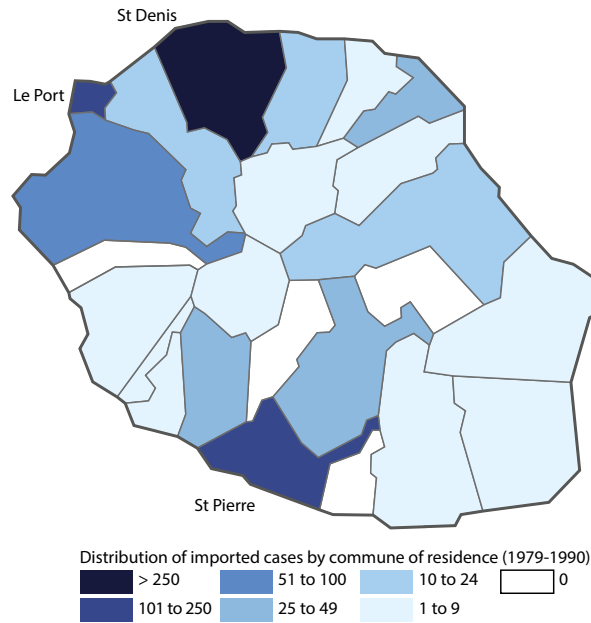 St Denis
Le Port
St Pierre
Distribution of imported cases by commune of residence (1979-1990)
> 250 51 to 100 10 to 24 0
101 to 250 25 to 49 1 to 9